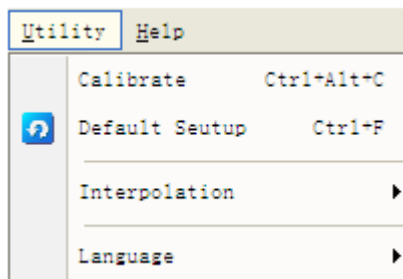 Utility Help
Calibrate Ctrl+Alt+C
Default Seutup Ctrl+F
Interpolation
Language